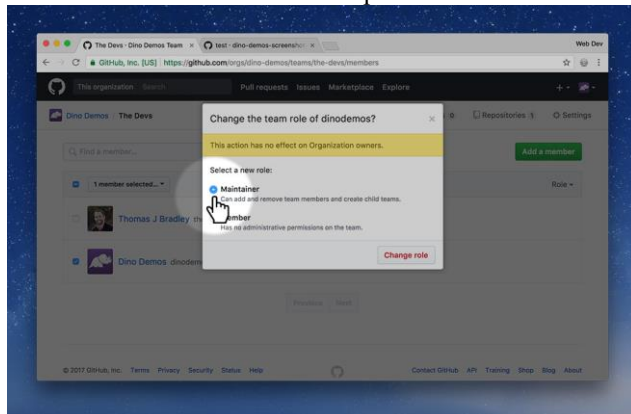 The Devs · Dino Demos Team
test · dino-demos-screenshot
Web Dev
GitHub, Inc. [US] https://github.com/orgs/dino-demos/teams/the-devs/members
This organization Search
Pull requests Issues Marketplace Explore
Dino Demos The Devs
Repositories 1
Settings
Change the team role of dinodemos?
This action has no effect on Organization owners.
Find a member...
Add a member
Select a new role:
1 member selected...
Role
Maintainer
Can add and remove team members and create child teams.
Thomas J Bradley
Has no administrative permissions on the team.
Dino Demos
Change role
Previous Next
© 2017 GitHub, Inc. Terms Privacy Security Status Help
Contact GitHub API Training Shop Blog About